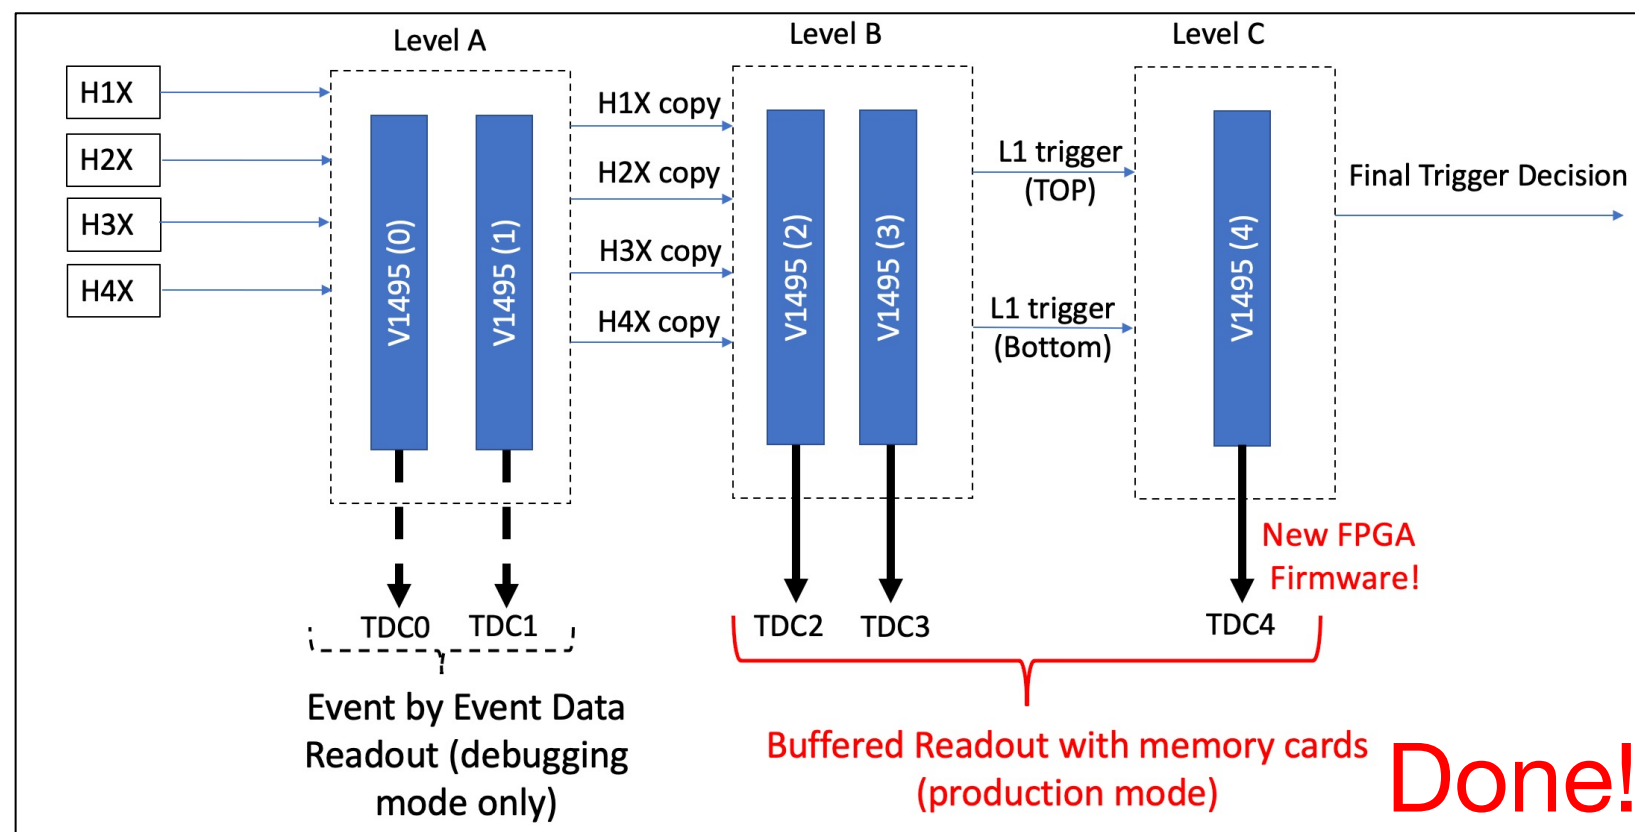 Level A
Level B
Level C
H1X
H2X
H3X
H4X
V1495 (0)
V1495 (1)
H1X copy
H2X copy
H3X copy
H4X copy
V1495 (2)
V1495 (3)
L1 trigger
(TOP)
L1 trigger
(Bottom)
V1495 (4)
Final Trigger Decision
New FPGA
Firmware!
TDC0
TDC1
TDC2
TDC3
TDC4
Event by Event Data
Readout (debugging
mode only)
Buffered Readout with memory cards
(production mode)
Done!